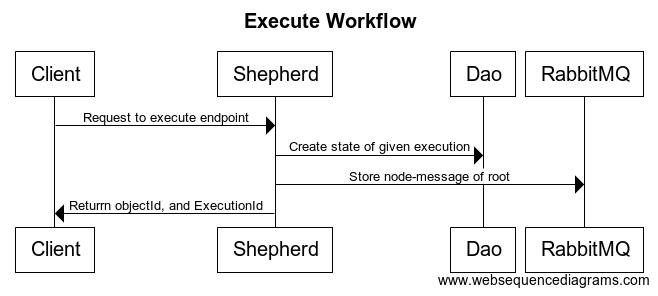 Execute Workflow
Client Shepherd Dao RabbitMQ
Request to execute endpoint
Create state of given execution
Store node-message of root
Returrn objectId, and ExecutionId
Client Shepherd Dao RabbitMQ
www.websequencediagrams.com